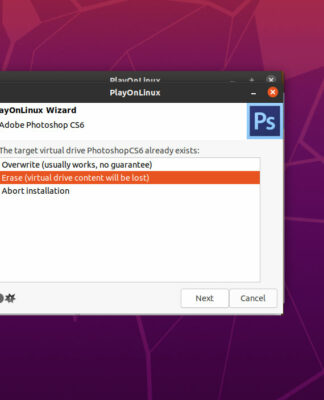 PlayOnLinux
PlayOnLinux
ayOnLinux Wizard
Adobe Photoshop CS6
Ps
The target virtual drive PhotoshopCS6 already exists:
Overwrite (usually works, no guarantee)
Erase (virtual drive content will be lost)
Abort installation
Next
Cancel